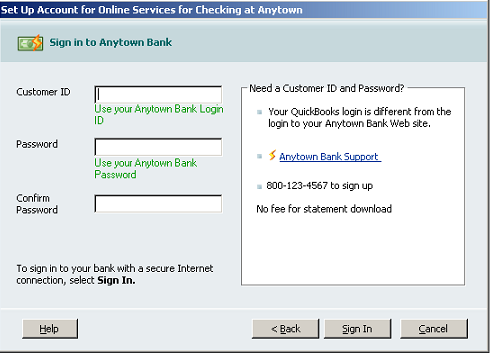 Set Up Account for Online Services for Checking at Anytown
Sign in to Anytown Bank
Customer ID
Use your Anytown Bank Login
ID
Password
Use your Anytown Bank
Password
Confirm
Password
To sign in to your bank with a secure Internet
connection, select Sign In.
Need a Customer ID and Password?
Your QuickBooks login is different from the
login to your Anytown Bank Web site.
Anytown Bank Support
800-123-4567 to sign up
No fee for statement download
Help
< Back
Sign In
Cancel